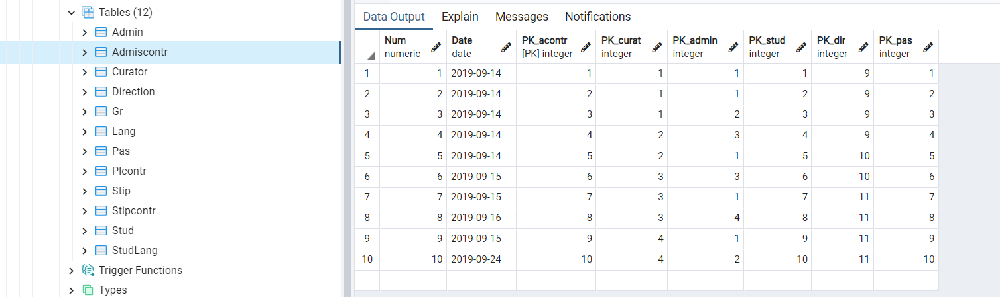 Tables (12)
Admin
Admiscontr
Curator
Direction
Gr
Lang
Pas
Plcontr
Stip
Stipcontr
Stud
StudLang
Trigger Functions
Types
Data Output Explain Messages Notifications
Num Date PK_acontr PK_curat PK_admin PK_stud PK_dir PK_pas
numeric date [PK] integer integer integer integer integer integer
1 1 2019-09-14 1 1 1 1 9 1
2 2 2019-09-14 2 1 1 2 9 2
3 3 2019-09-14 3 1 2 3 9 3
4 4 2019-09-14 4 2 3 4 9 4
5 5 2019-09-14 5 2 1 5 10 5
6 6 2019-09-15 6 3 3 6 10 6
7 7 2019-09-15 7 3 1 7 11 7
8 8 2019-09-16 8 3 4 8 11 8
9 9 2019-09-15 9 4 1 9 11 9
10 10 2019-09-24 10 4 2 10 11 10